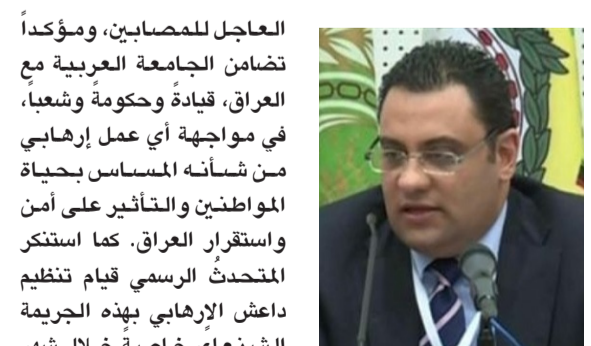 العاجل للمصابين، ومؤكداً
تضامن الجامعة العربية مع
العراق، قيادةً وحكومةً وشعباً،
في مواجهة أي عمل إرهابي
من شأنه المساس بحياة
المواطنين والتأثير على أمن
واستقرار العراق. كما استنكر
المتحدثُ الرسمي قيام تنظيم
داعش الإرهابي بهذه الجريمة